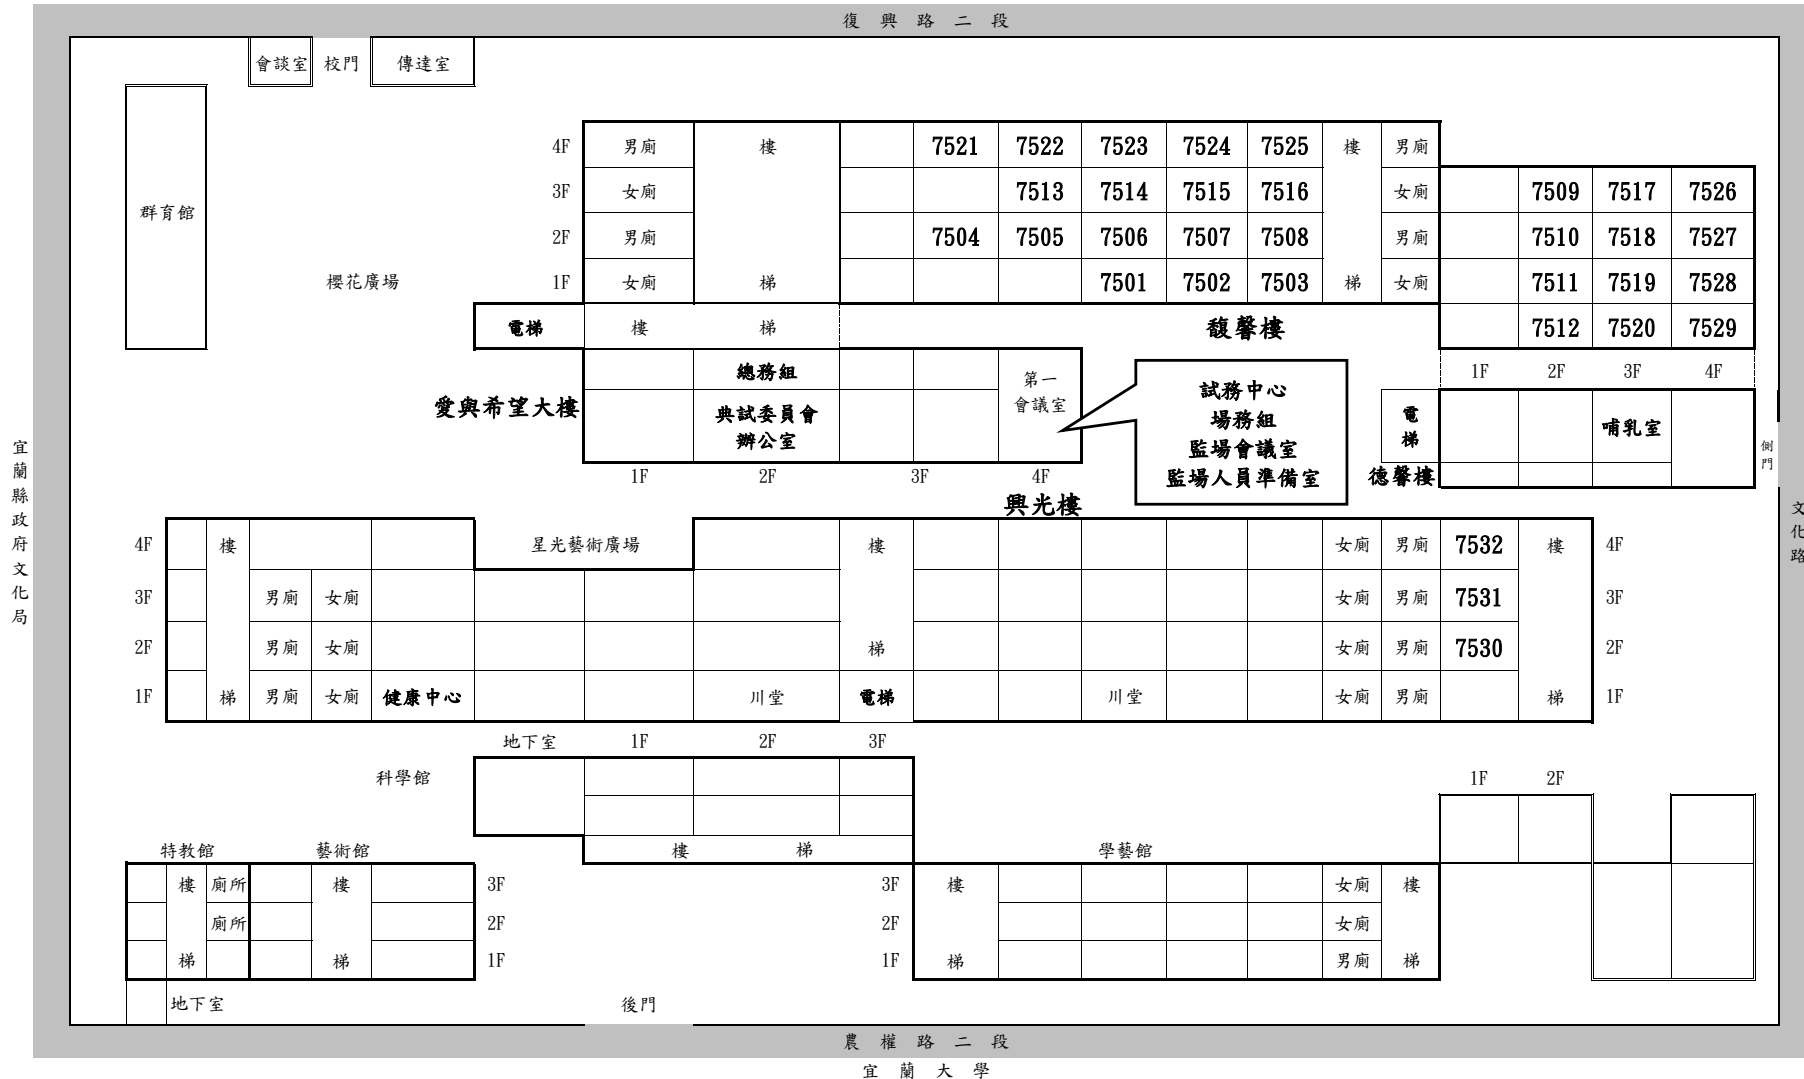 復興路二段
會談室 校門 傳達室
4F 男廁 樓 7521 7522 7523 7524 7525 樓 男廁
3F 女廁 7513 7514 7515 7516 女廁 7509 7517 7526
群育館
2F 男廁 7504 7505 7506 7507 7508 男廁 7510 7518 7527
櫻花廣場 1F 女廁 梯 7501 7502 7503 梯 女廁 7511 7519 7528
電梯 樓 梯 馥馨樓 7512 7520 7529
1F 2F 3F 4F
總務組
第一
會議室
愛與希望大樓
典試委員會
辦公室
試務中心
場務組
監場會議室
監場人員準備室
電梯
哺乳室
側門
德馨樓
1F 2F 3F 4F
宜蘭縣政府文化局
文化路
興光樓
4F 樓 星光藝術廣場 樓 女廁 男廁 7532 樓 4F
3F 男廁 女廁 女廁 男廁 7531 3F
2F 男廁 女廁 梯 女廁 男廁 7530 2F
1F 梯 男廁 女廁 健康中心 川堂 電梯 川堂 女廁 男廁 梯 1F
地下室 1F 2F 3F
科學館 1F 2F
特教館 藝術館 樓 梯 學藝館
樓 廁所 樓 3F 3F 樓 女廁 樓
廁所 2F 2F 女廁
梯 梯 1F 1F 梯 男廁 梯
地下室 後門
農權路二段
宜蘭大學